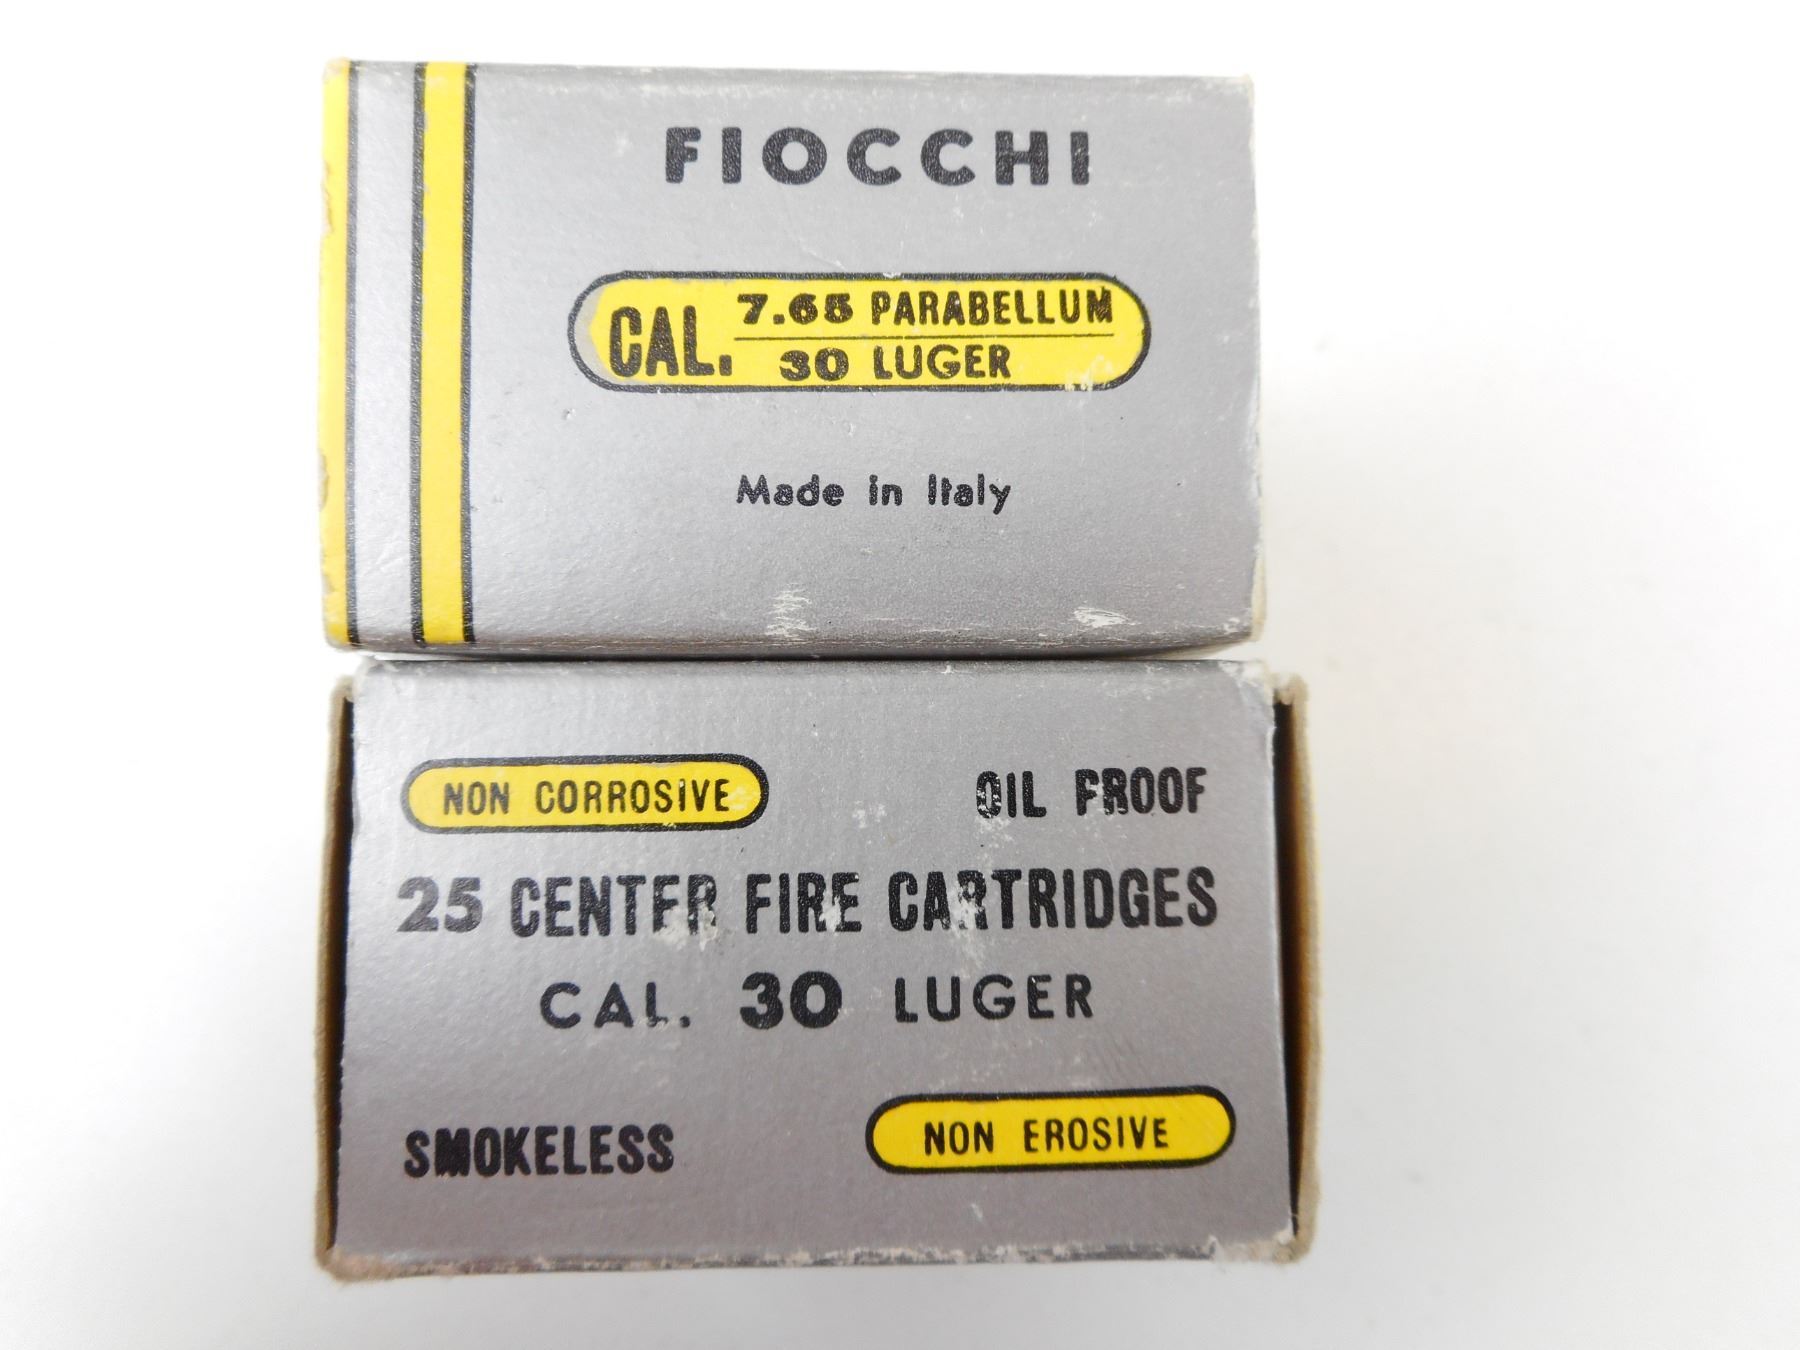 FIOCCHI
CAL. 7.65 PARABELLUM
30 LUGER
Made in Italy
NON CORROSIVE OIL PROOF
25 CENTER FIRE CARTRIDGES
CAL. 30 LUGER
SMOKELESS NON EROSIVE